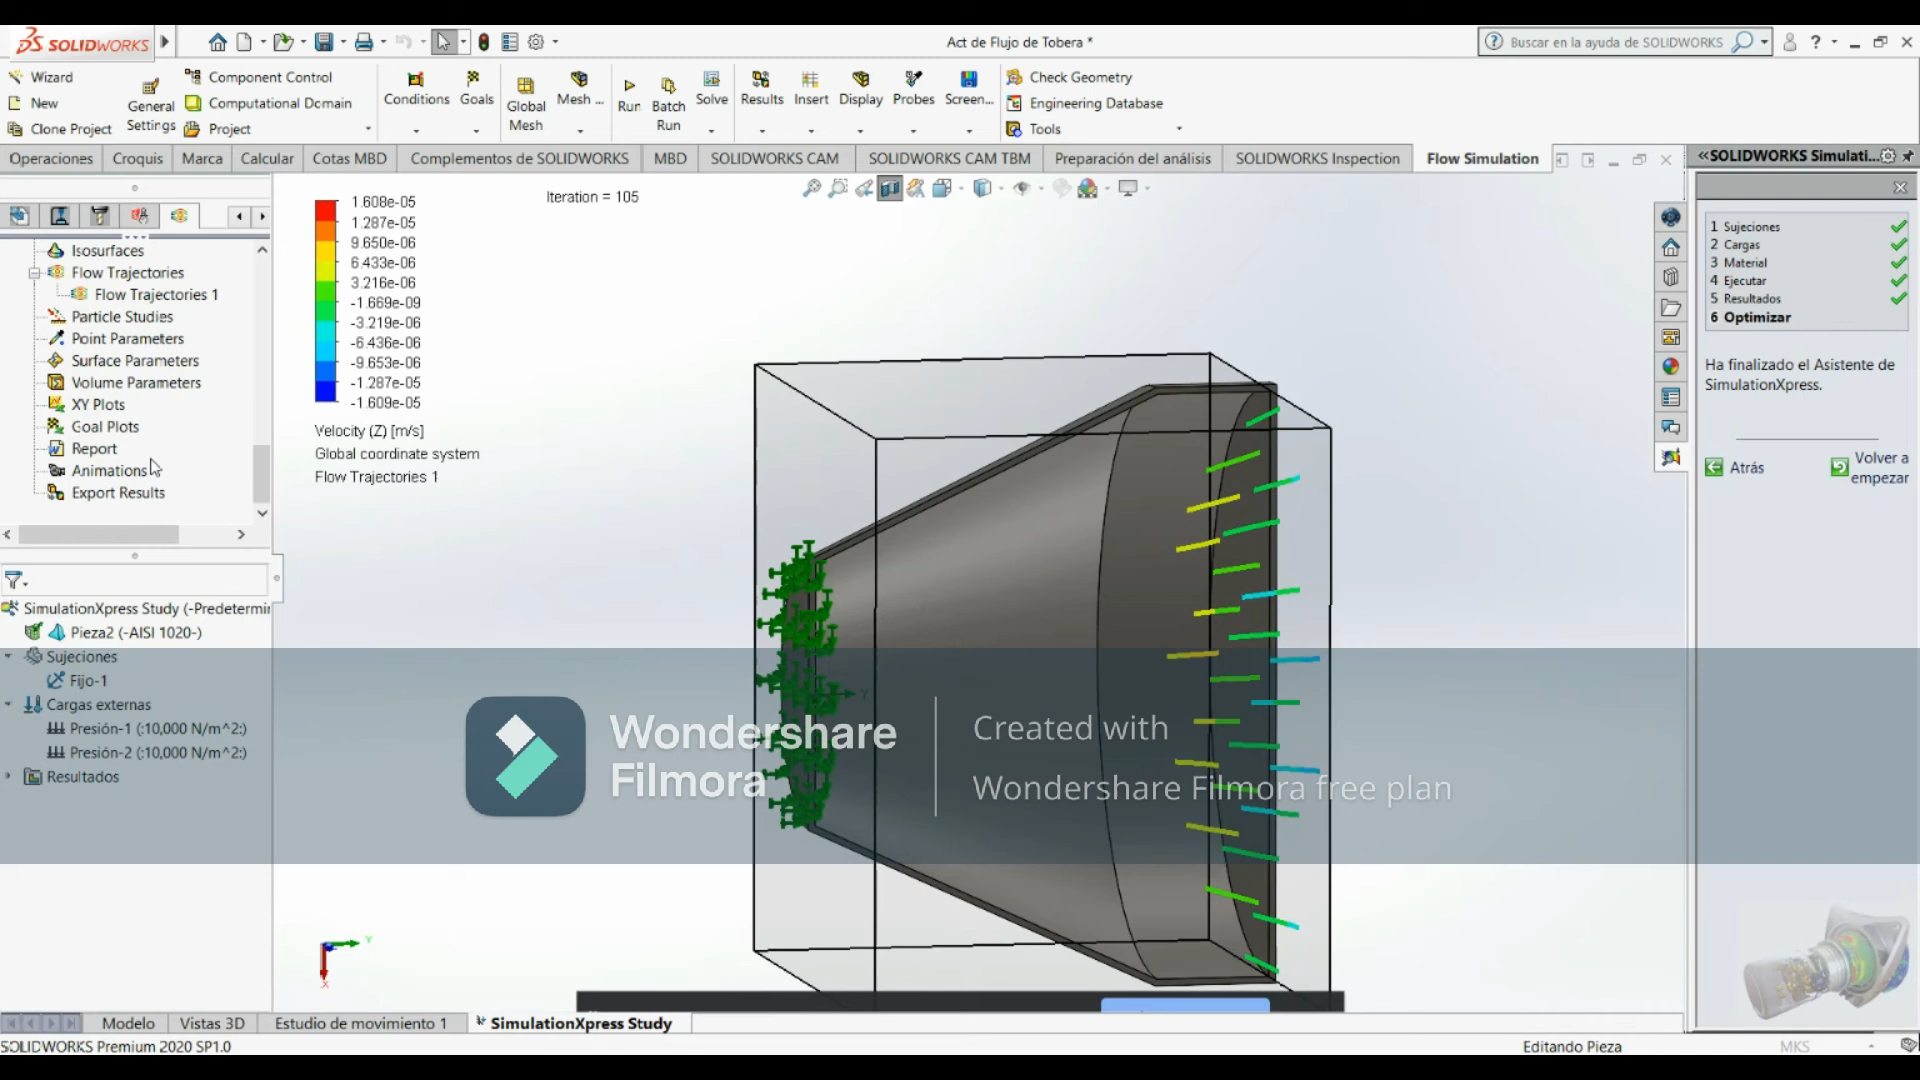 SOLIDWORKS
Act de Flujo de Tobera *
Buscar en la ayuda de SOLIDWORKS
Wizard
New
Clone Project
General Settings
Component Control
Computational Domain
Project
Conditions
Goals
Global Mesh
Mesh ...
Run
Batch Run
Solve
Results
Insert
Display
Probes
Screen...
Check Geometry
Engineering Database
Tools
Operaciones
Croquis
Marca
Calcular
Cotas MBD
Complementos de SOLIDWORKS
MBD
SOLIDWORKS CAM
SOLIDWORKS CAM TBM
Preparación del análisis
SOLIDWORKS Inspection
Flow Simulation
«SOLIDWORKS Simulati...
Isosurfaces
Flow Trajectories
Flow Trajectories 1
Particle Studies
Point Parameters
Surface Parameters
Volume Parameters
XY Plots
Goal Plots
Report
Animations
Export Results
SimulationXpress Study (-Predetermin
Pieza2 (-AISI 1020-)
Sujeciones
Fijo-1
Cargas externas
Presión-1 (:10,000 N/m^2:)
Presión-2 (:10,000 N/m^2:)
Resultados
Iteration = 105
1.608e-05
1.287e-05
9.650e-06
6.433e-06
3.216e-06
-1.669e-09
-3.219e-06
-6.436e-06
-9.653e-06
-1.287e-05
-1.609e-05
Velocity (Z) [m/s]
Global coordinate system
Flow Trajectories 1
Y
Wondershare
Filmora
Created with
Wondershare Filmora free plan
Y
X
1 Sujeciones
2 Cargas
3 Material
4 Ejecutar
5 Resultados
6 Optimizar
Ha finalizado el Asistente de
SimulationXpress.
Atrás
Volver a
empezar
Modelo
Vistas 3D
Estudio de movimiento 1
SimulationXpress Study
SOLIDWORKS Premium 2020 SP1.0
Editando Pieza
MKS